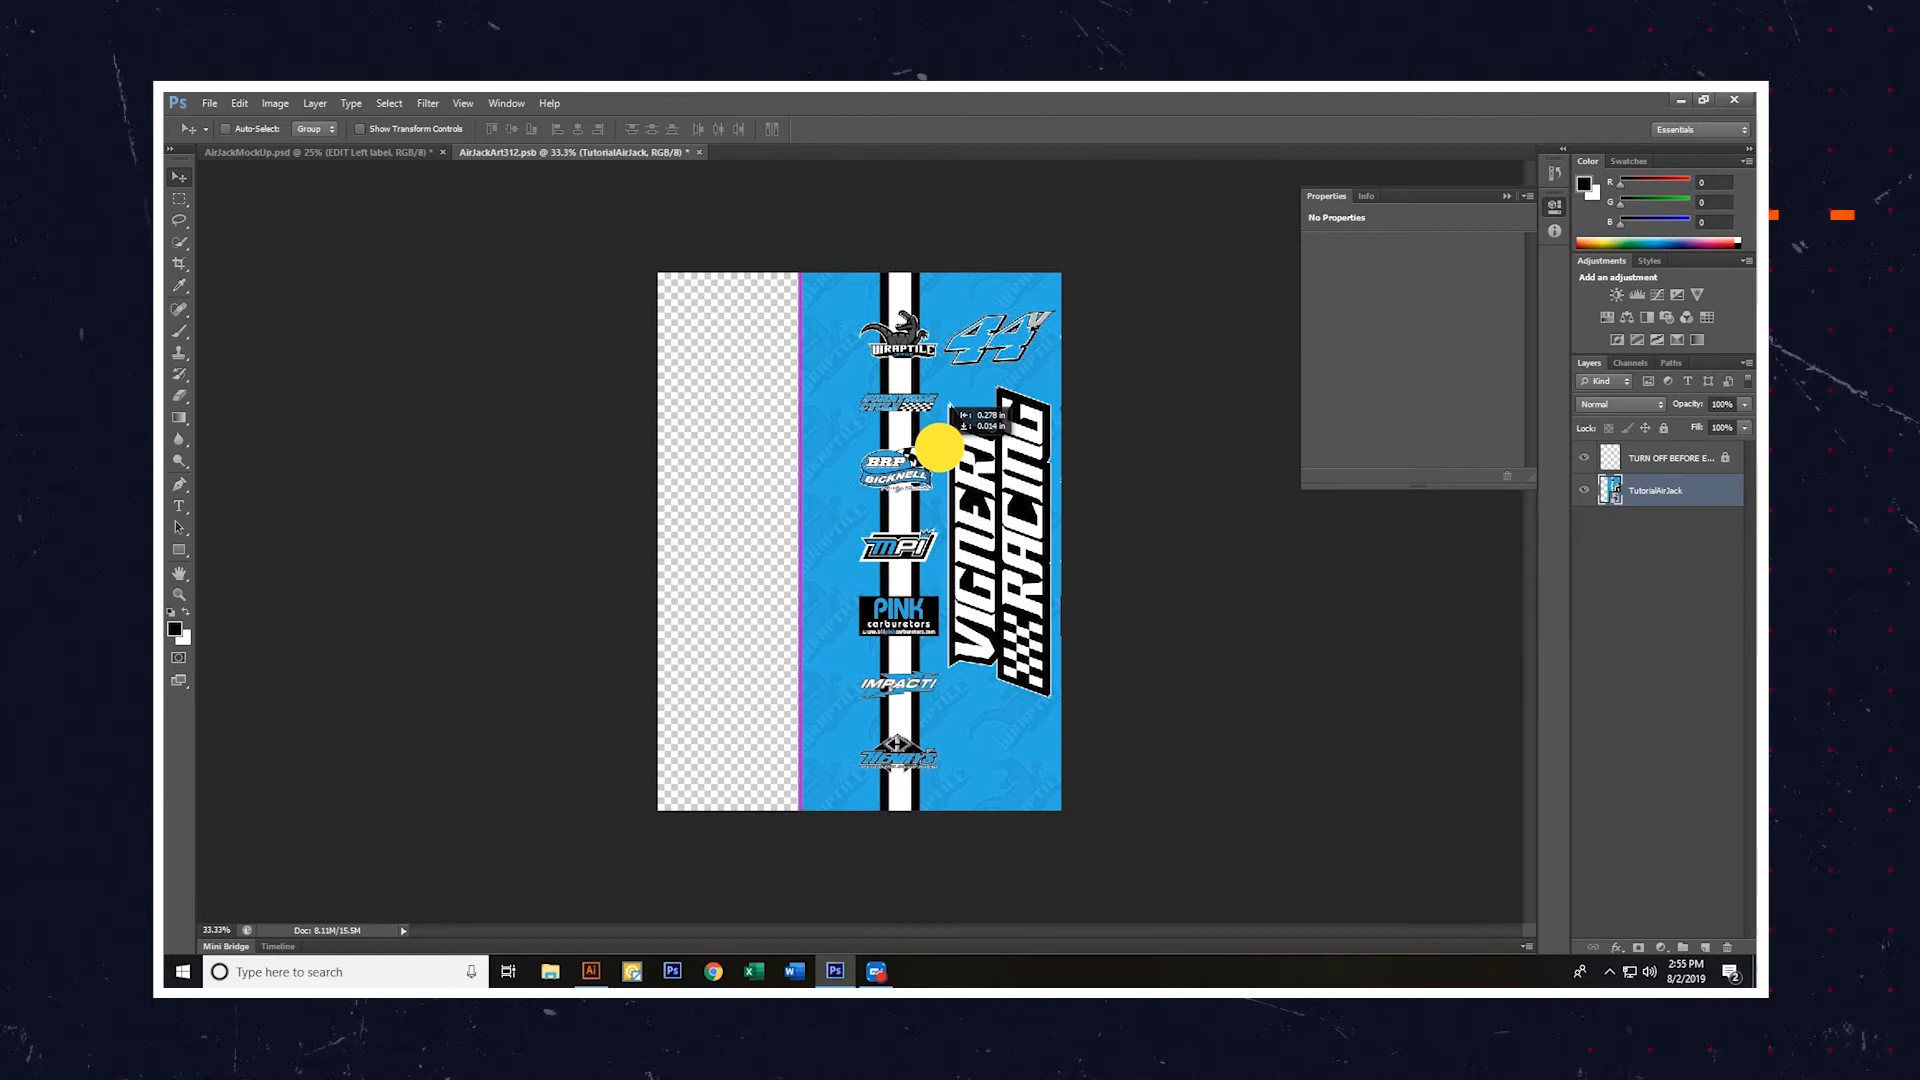 Ps File Edit Image Layer Type Select Filter View Window Help
Auto-Select: Group Show Transform Controls
Essentials
AirJackMockUp.psd @ 25% (EDIT Left label, RGB/8) *
AirJackArt312.psb @ 33.3% (TutorialAirJack, RGB/8) *
Color Swatches
R 0
G 0
B 0
Properties Info
No Properties
Adjustments Styles
Add an adjustment
Layers Channels Paths
Kind
Normal Opacity: 100%
Lock: Fill: 100%
TURN OFF BEFORE E...
TutorialAirJack
WRAPTILE
44V
0.278 in
0.014 in
BRP
BICKNELL
MPI
VIGNERI
RACING
PINK
carburetors
IMPACT!
HENRY'S
33.33% Doc: 8.11M/15.5M
Mini Bridge Timeline
Type here to search
2:55 PM
8/2/2019
2